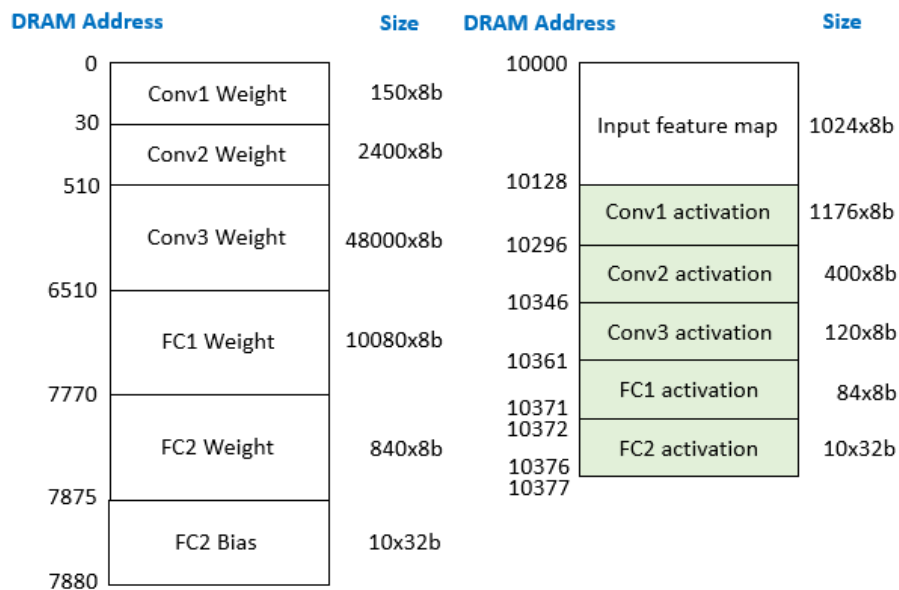 DRAM Address Size
0
Conv1 Weight 150x8b
30
Conv2 Weight 2400x8b
510
Conv3 Weight 48000x8b
6510
FC1 Weight 10080x8b
7770
FC2 Weight 840x8b
7875
FC2 Bias 10x32b
7880
DRAM Address Size
10000
Input feature map 1024x8b
10128
Conv1 activation 1176x8b
10296
Conv2 activation 400x8b
10346
Conv3 activation 120x8b
10361
FC1 activation 84x8b
10371
10372
FC2 activation 10x32b
10376
10377